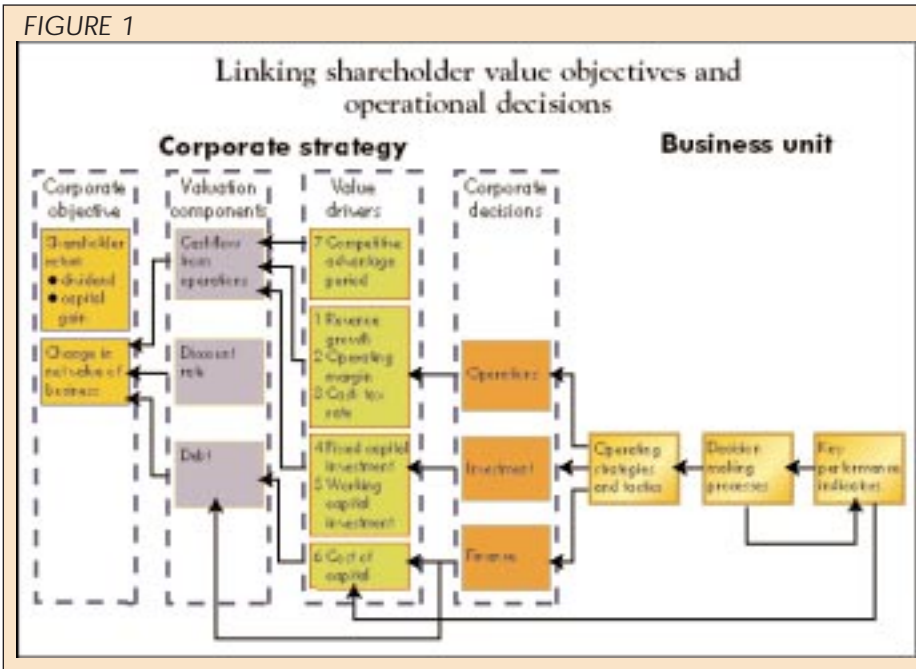 FIGURE 1
Linking shareholder value objectives and
operational decisions
Corporate strategy
Business unit
Corporate
objective
Valuation
components
Value
drivers
Corporate
decisions
Shareholder
return
● dividend
● capital
gain
Change in
net value of
business
Cashflow
from
operations
Discount
rate
Debt
7 Competitive
advantage
period
1 Revenue
growth
2 Operating
margin
3 Cash tax
rate
4 Fixed capital
investment
5 Working
capital
investment
6 Cost of
capital
Operations
Investment
Finance
Operating
strategies
and tactics
Decision
making
processes
Key
performance
indicators